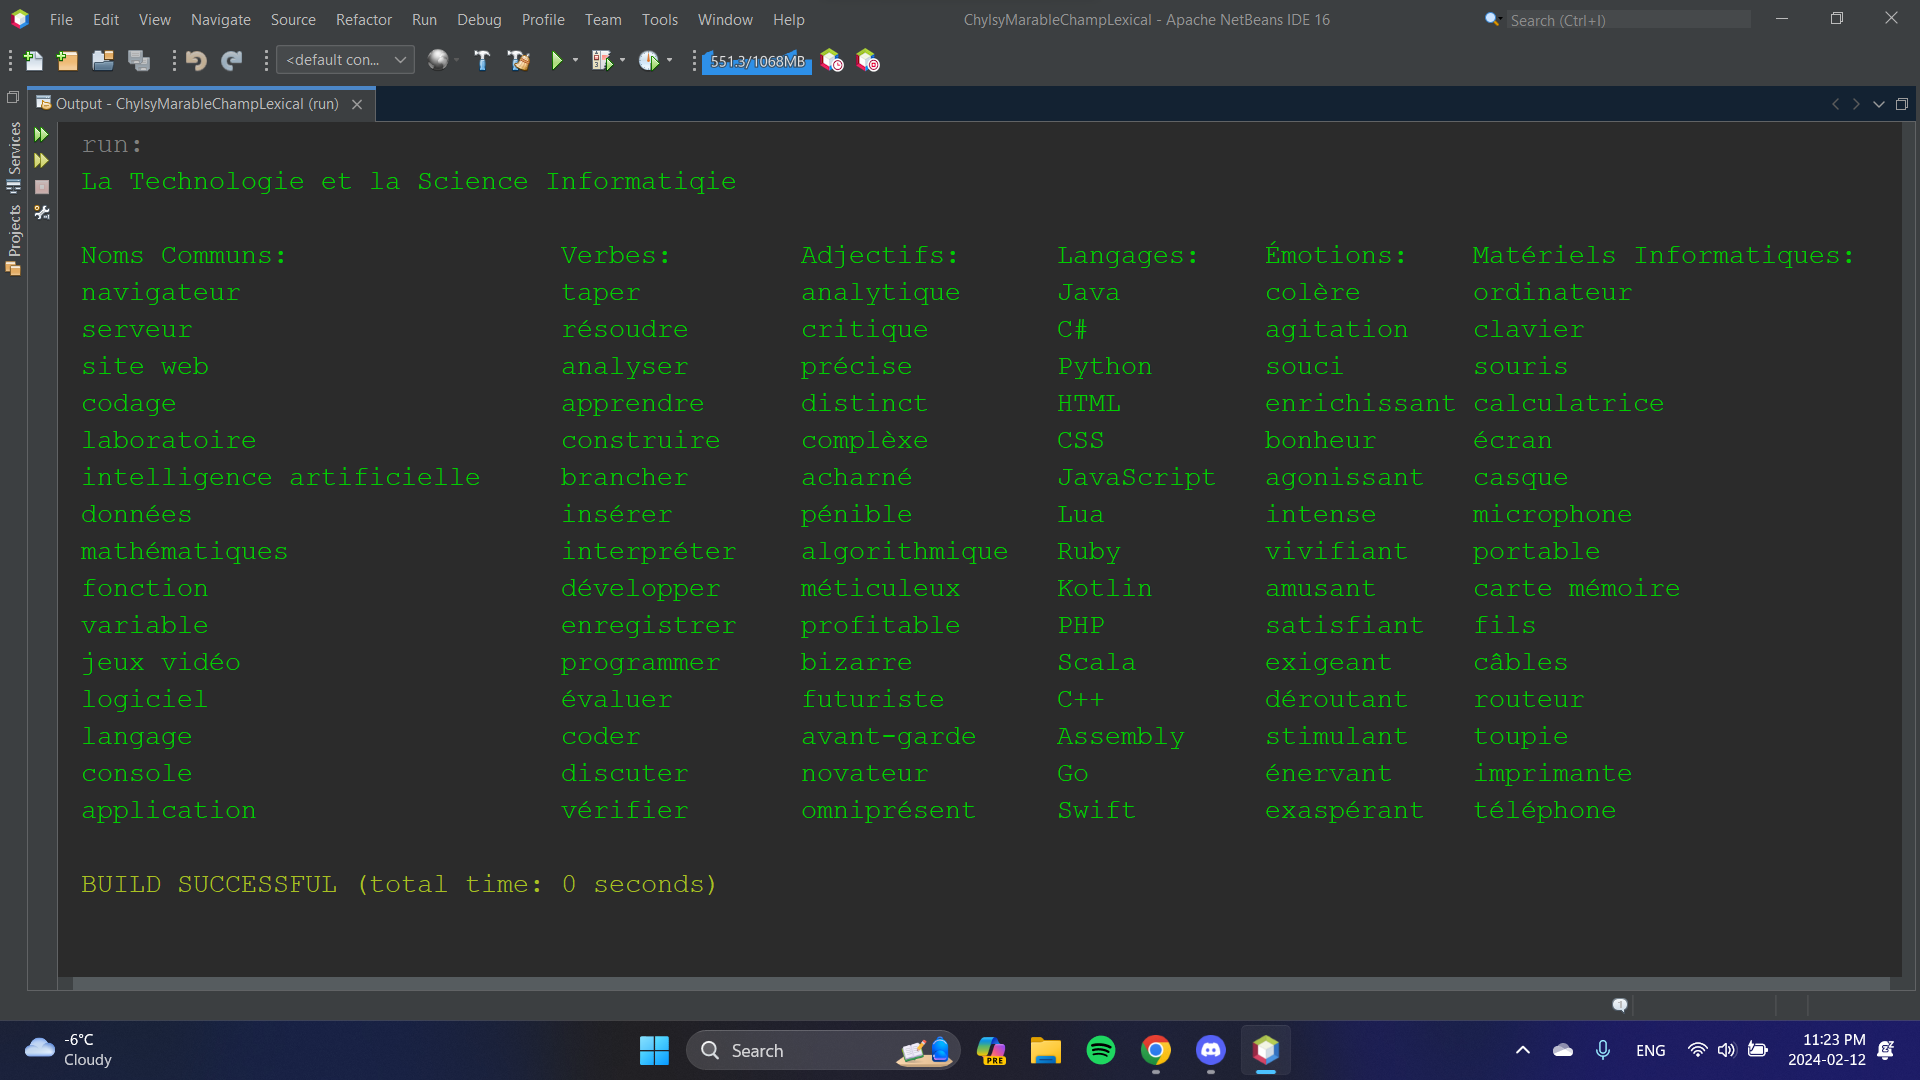 File Edit View Navigate Source Refactor Run Debug Profile Team Tools Window Help ChylsyMarableChampLexical - Apache NetBeans IDE 16 Search (Ctrl+I)
<default con... 551.3/1068MB
Output - ChylsyMarableChampLexical (run)
Services
Projects
run:
La Technologie et la Science Informatiqie
Noms Communs: Verbes: Adjectifs: Langages: Émotions: Matériels Informatiques:
navigateur taper analytique Java colère ordinateur
serveur résoudre critique C# agitation clavier
site web analyser précise Python souci souris
codage apprendre distinct HTML enrichissant calculatrice
laboratoire construire complèxe CSS bonheur écran
intelligence artificielle brancher acharné JavaScript agonissant casque
données insérer pénible Lua intense microphone
mathématiques interpréter algorithmique Ruby vivifiant portable
fonction développer méticuleux Kotlin amusant carte mémoire
variable enregistrer profitable PHP satisfiant fils
jeux vidéo programmer bizarre Scala exigeant câbles
logiciel évaluer futuriste C++ déroutant routeur
langage coder avant-garde Assembly stimulant toupie
console discuter novateur Go énervant imprimante
application vérifier omniprésent Swift exaspérant téléphone
BUILD SUCCESSFUL (total time: 0 seconds)
1
-6°C
Cloudy
Search
PRE
ENG
11:23 PM
2024-02-12